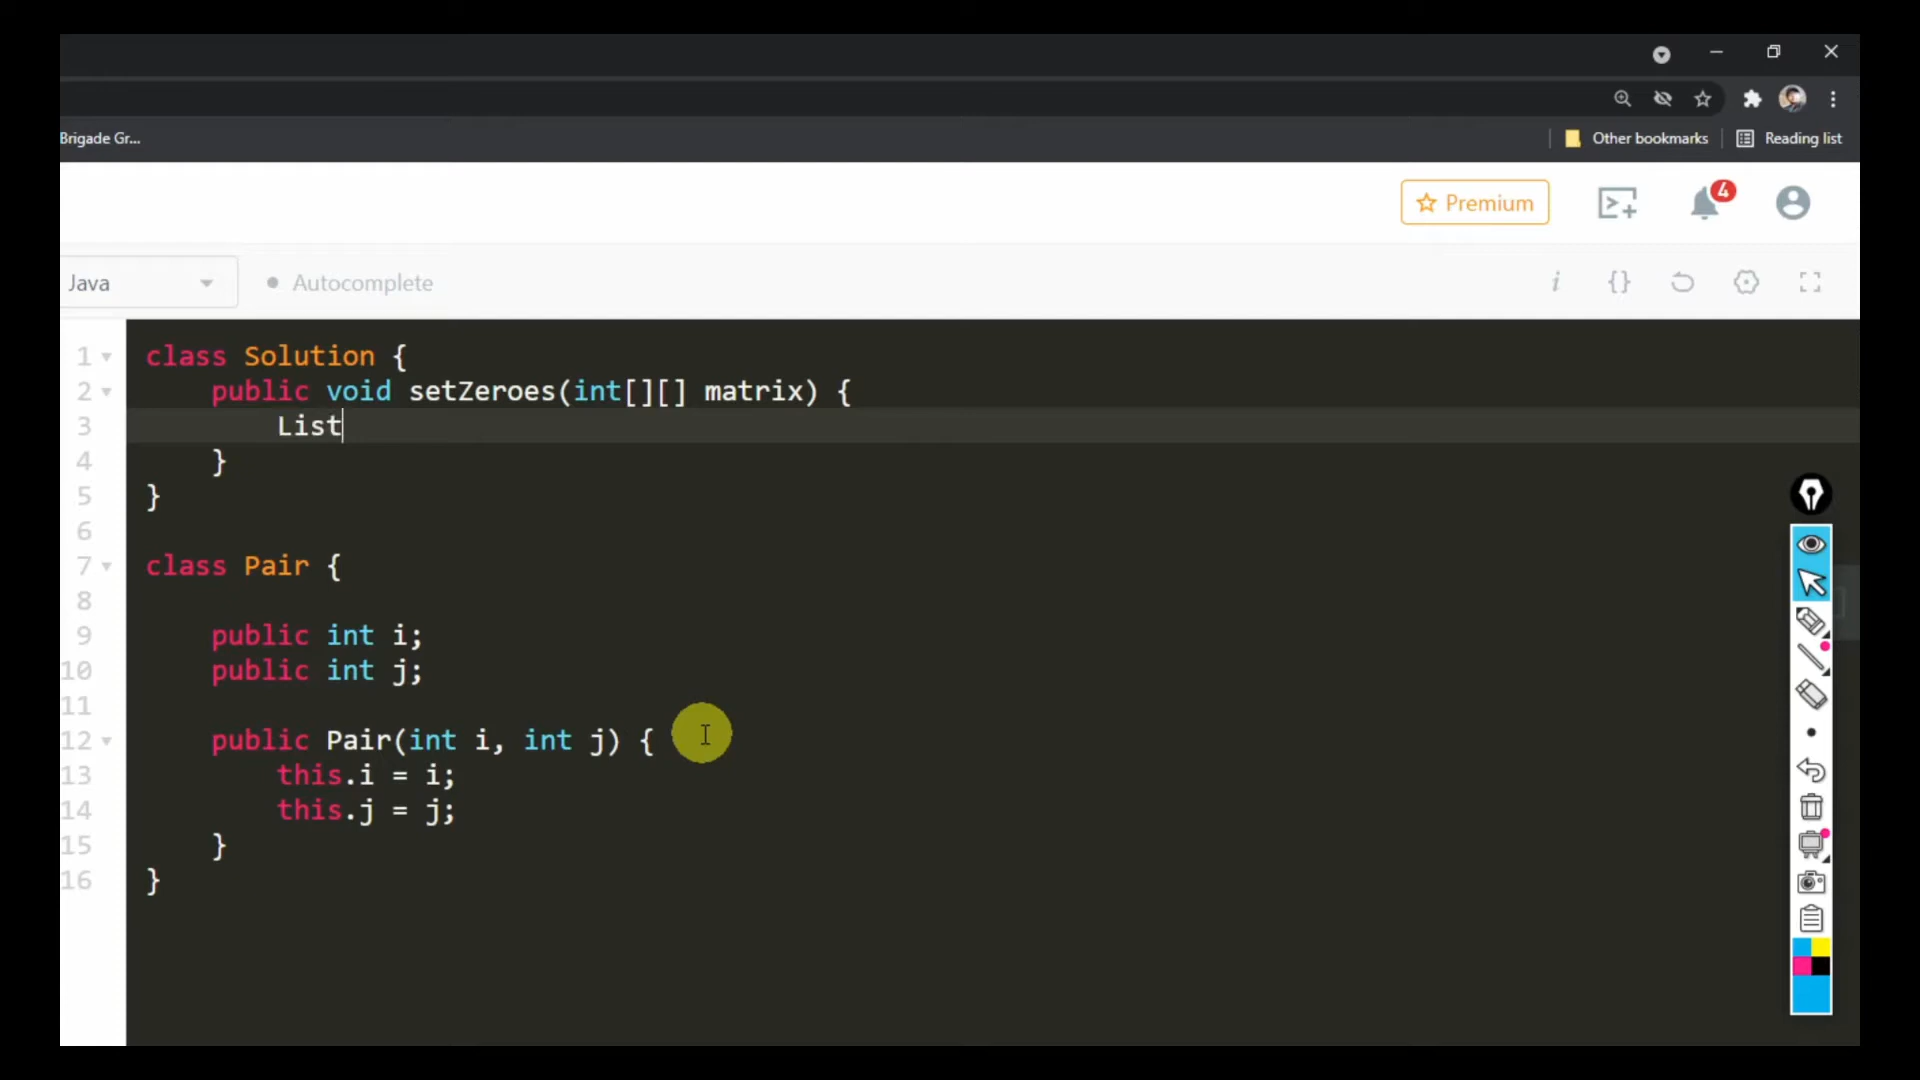 Brigade Gr...
Other bookmarks
Reading list
Premium
4
Java
Autocomplete
i
{}
1 class Solution {
2     public void setZeroes(int[][] matrix) {
3         List
4     }
5 }
6
7 class Pair {
8
9     public int i;
10     public int j;
11
12     public Pair(int i, int j) {
13         this.i = i;
14         this.j = j;
15     }
16 }